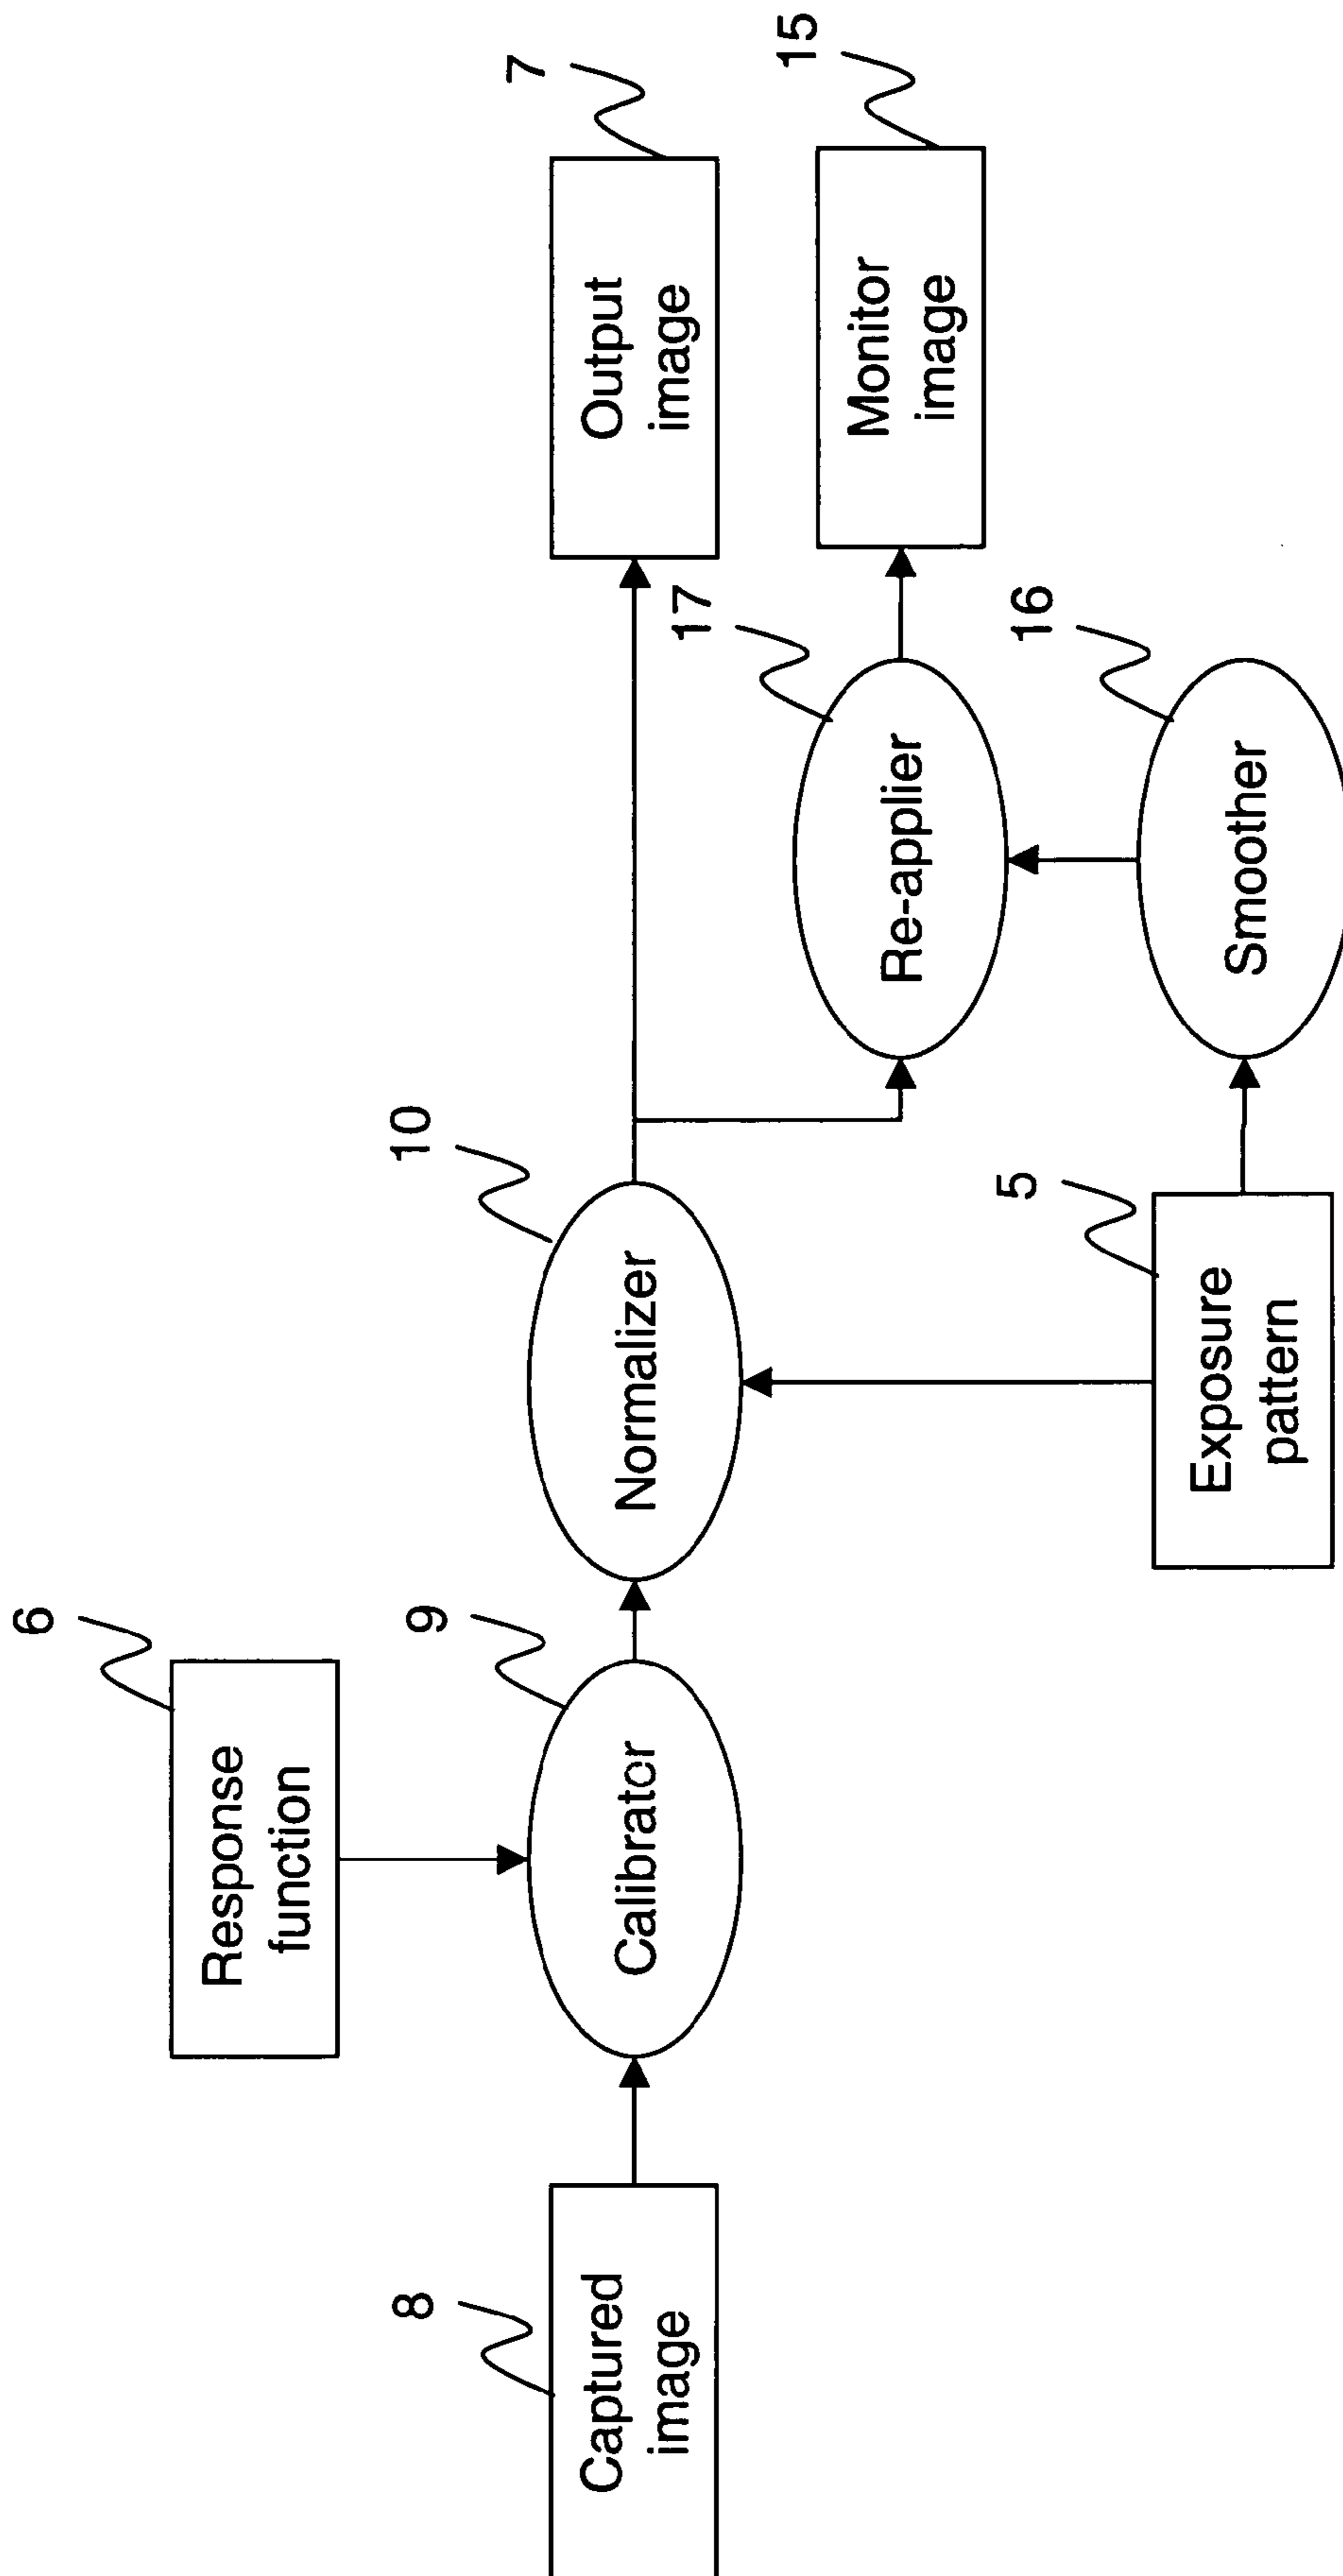 6
Response
function
8
Captured
image
9
Calibrator
10
Normalizer
7
Output
image
17
Re-applier
15
Monitor
image
5
Exposure
pattern
16
Smoother